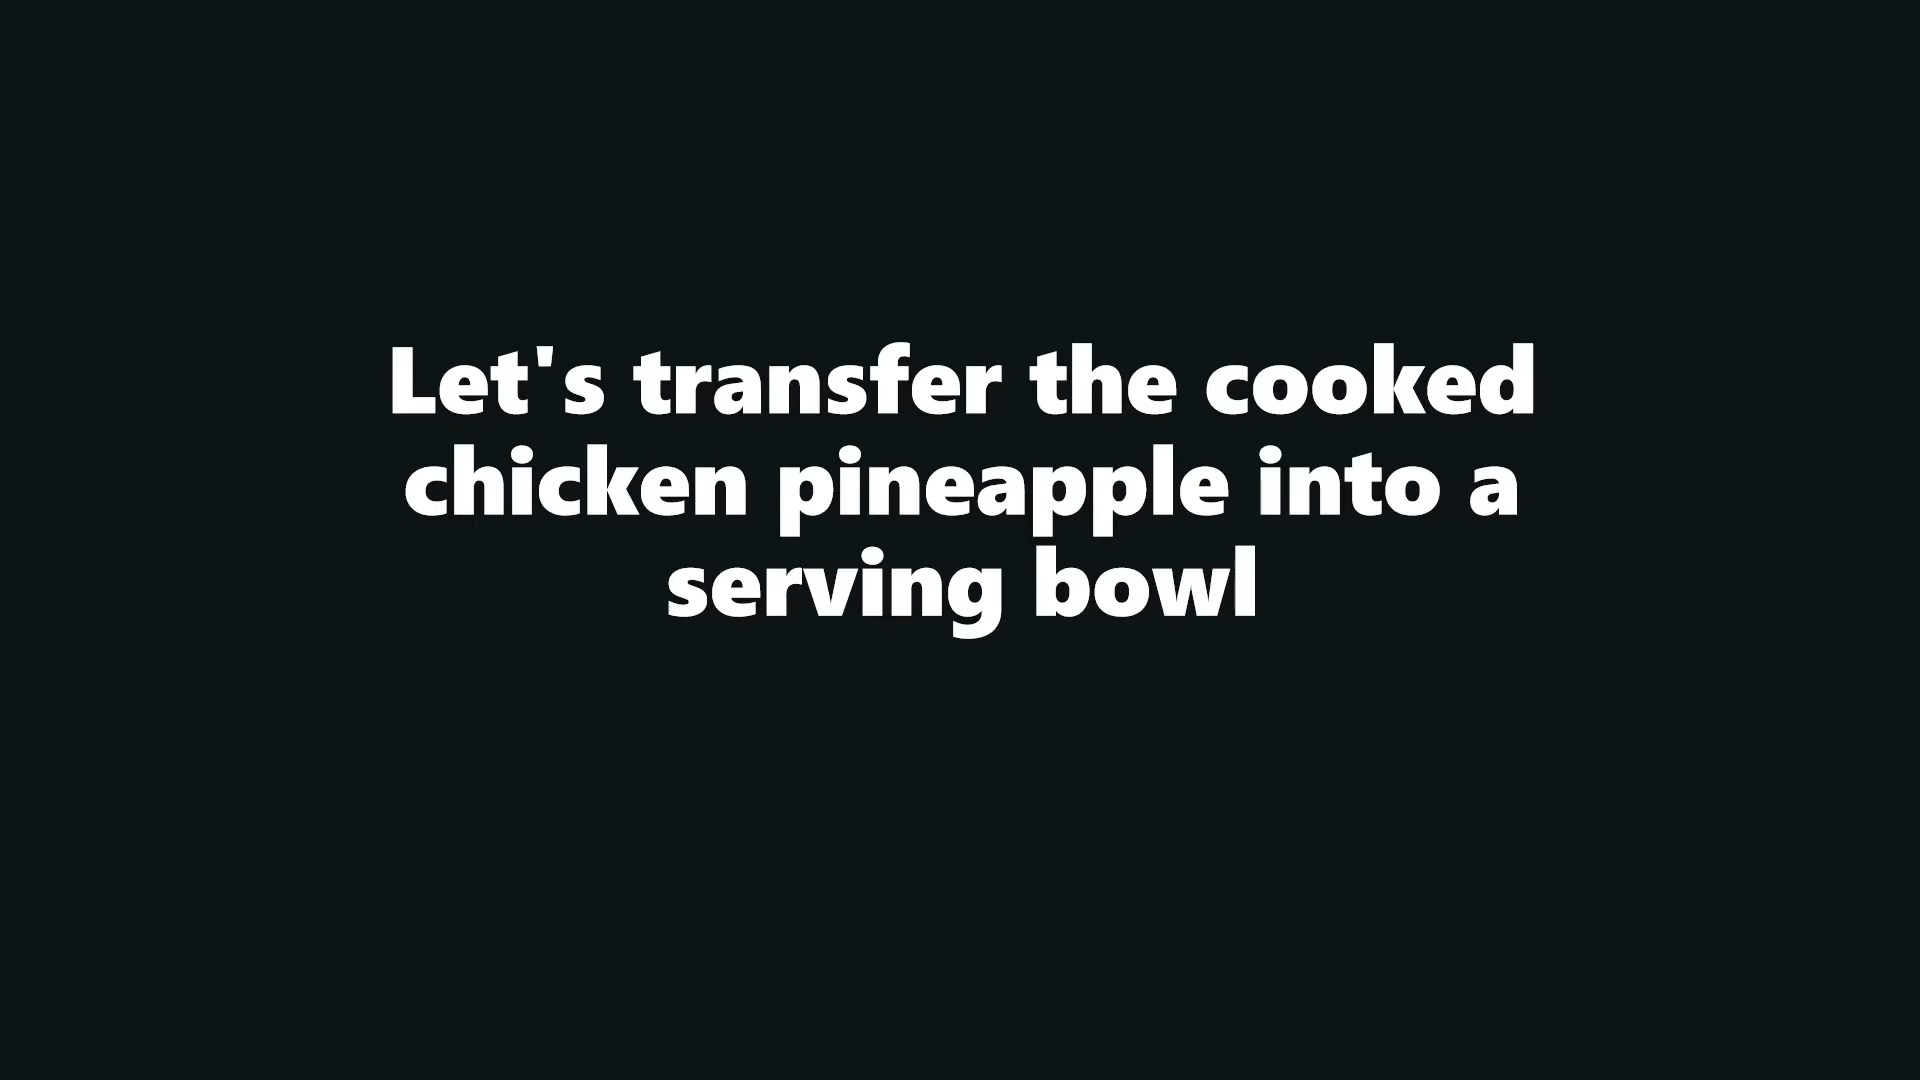 Let's transfer the cooked
chicken pineapple into a
serving bowl